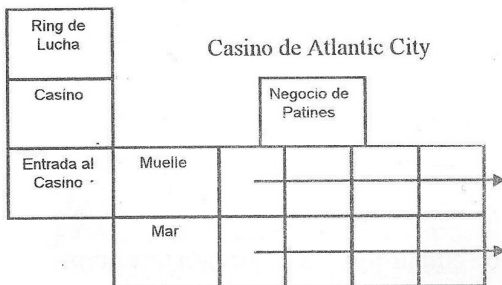 Ring de
Lucha
Casino de Atlantic City
Casino
Negocio de
Patines
Entrada al
Casino
Muelle
Mar